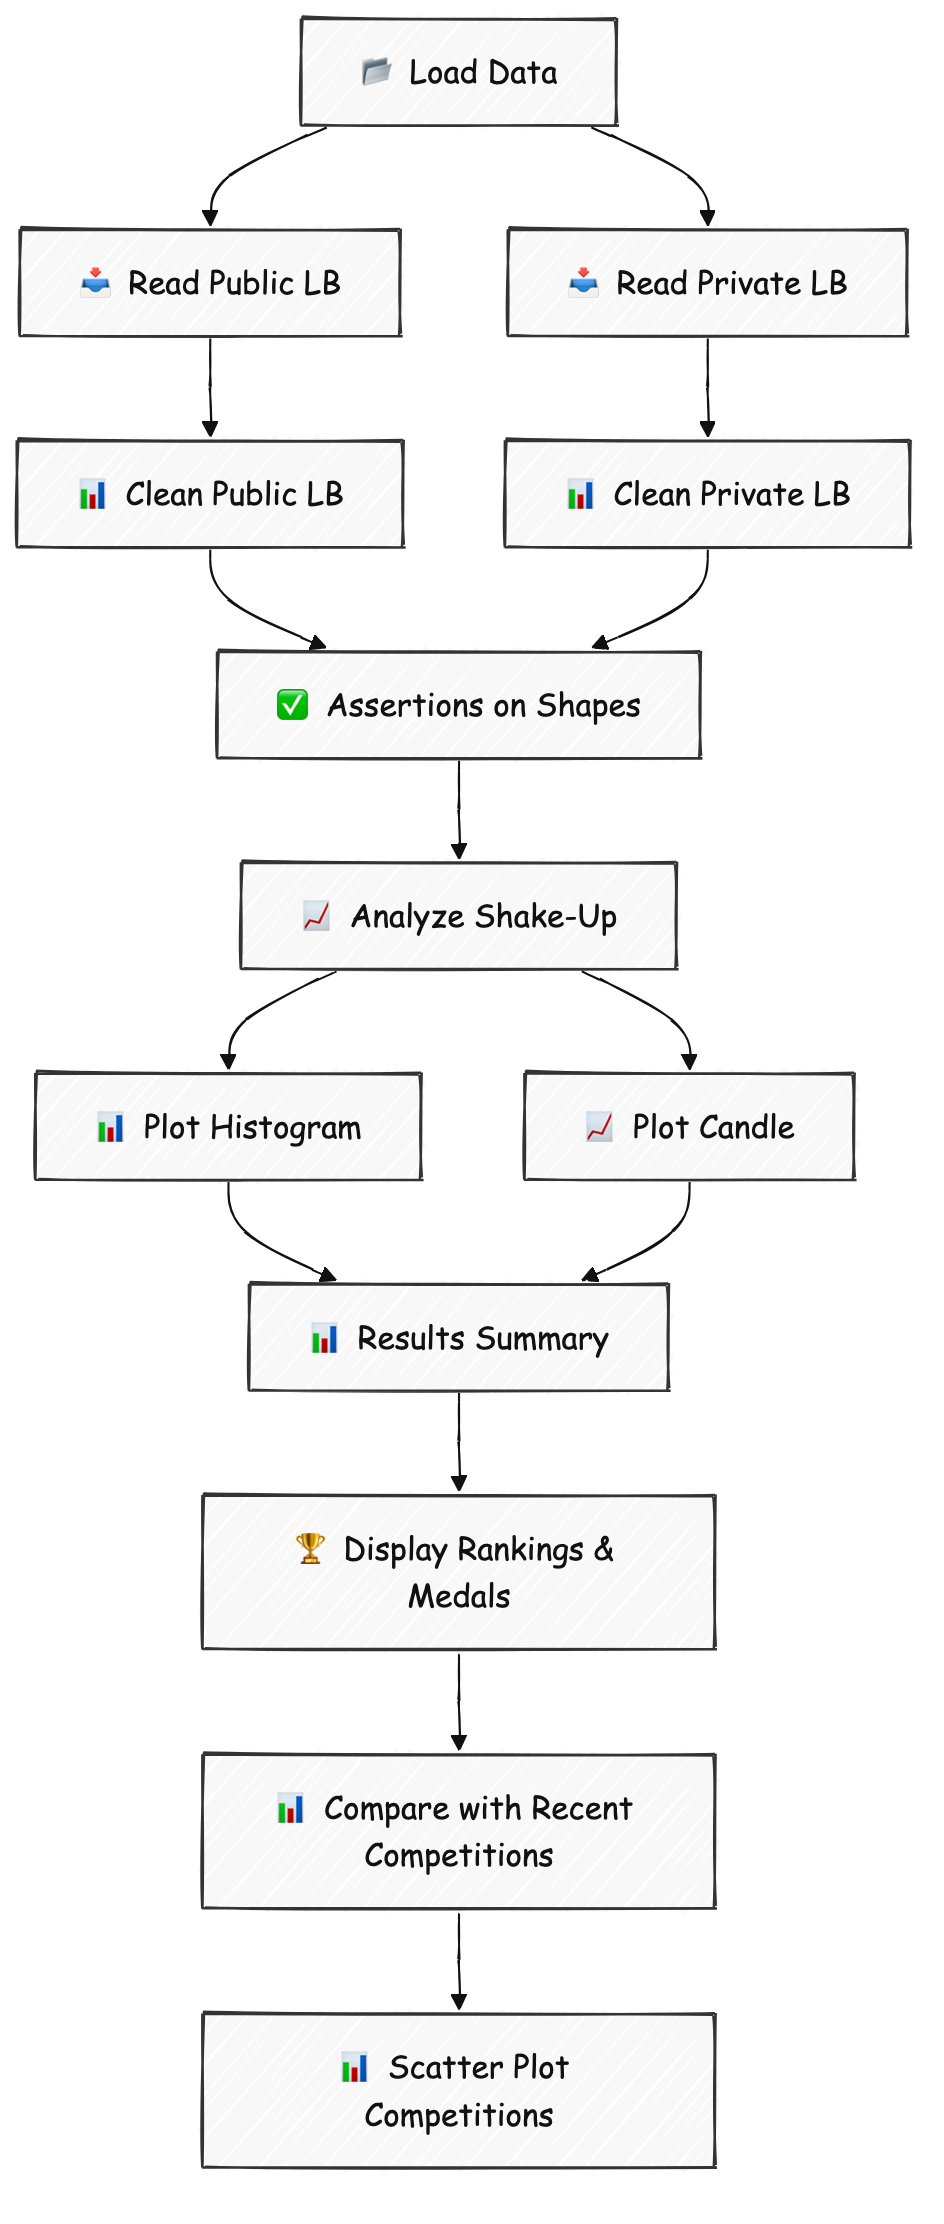 📂 Load Data
📥 Read Public LB
📥 Read Private LB
📊 Clean Public LB
📊 Clean Private LB
✅ Assertions on Shapes
📈 Analyze Shake-Up
📊 Plot Histogram
📈 Plot Candle
📊 Results Summary
🏆 Display Rankings &
Medals
📊 Compare with Recent
Competitions
📊 Scatter Plot
Competitions